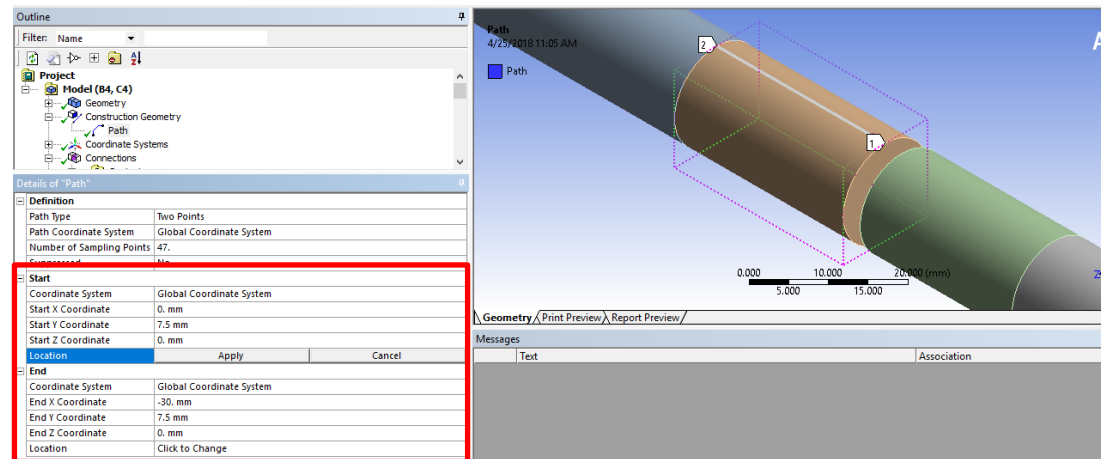 Outline
Filter: Name
Project
Model (B4, C4)
Geometry
Construction Geometry
Path
Coordinate Systems
Connections
Details of "Path"
Definition
Path Type Two Points
Path Coordinate System Global Coordinate System
Number of Sampling Points 47.
Suppressed No
Start
Coordinate System Global Coordinate System
Start X Coordinate 0. mm
Start Y Coordinate 7.5 mm
Start Z Coordinate 0. mm
Location Apply Cancel
End
Coordinate System Global Coordinate System
End X Coordinate -30. mm
End Y Coordinate 7.5 mm
End Z Coordinate 0. mm
Location Click to Change
Path
4/25/2018 11:05 AM
Path
2
1
0.000 10.000 20.000 (mm)
5.000 15.000
Z
A
Geometry Print Preview Report Preview
Messages
Text Association